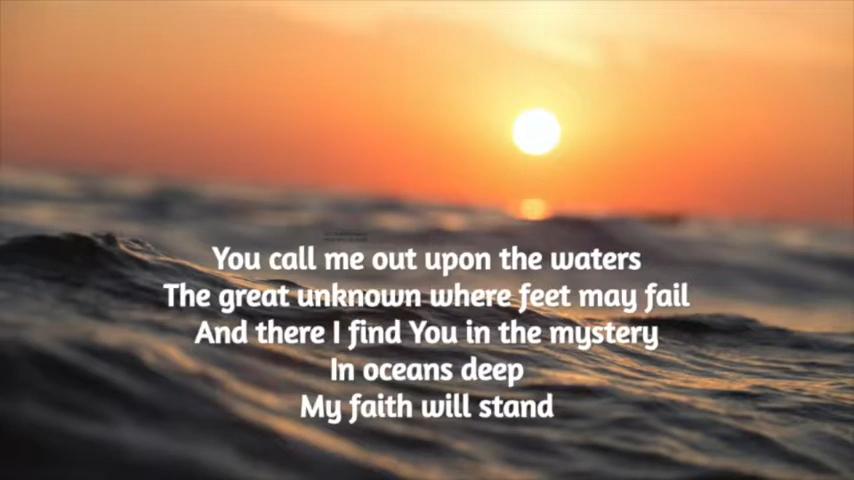 You call me out upon the waters
The great unknown where feet may fail
And there I find You in the mystery
In oceans deep
My faith will stand